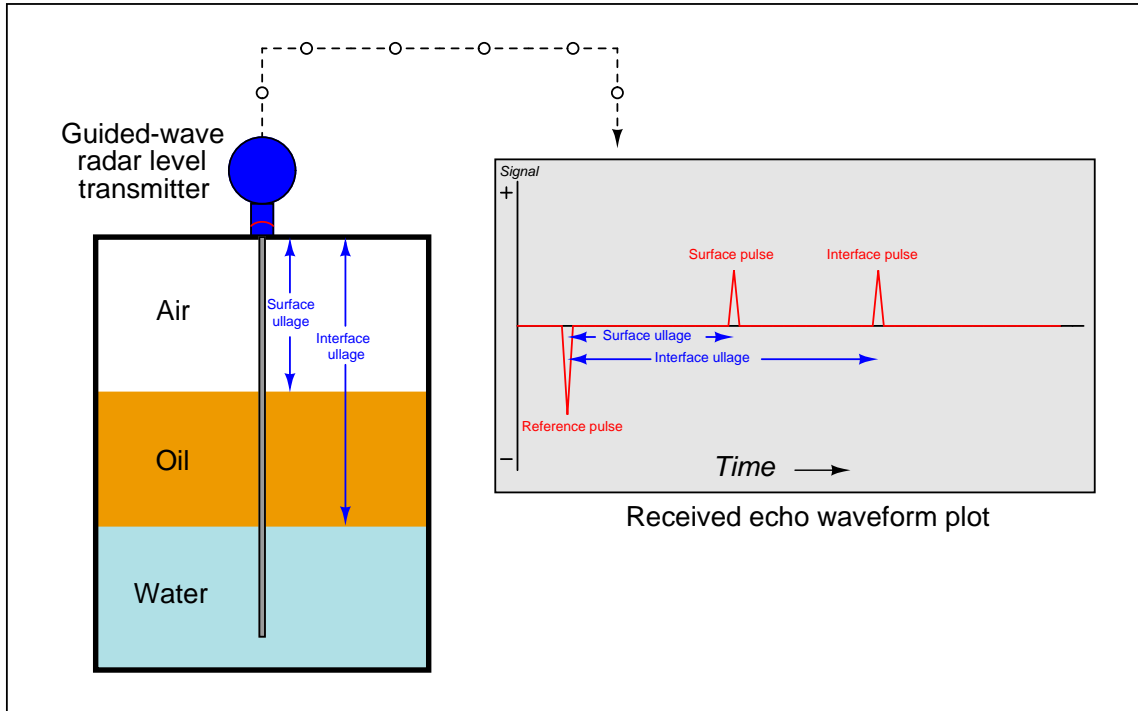 Guided-wave
radar level
transmitter
Air
Surface
ullage
Interface
ullage
Oil
Water
Signal
+
Surface pulse
Interface pulse
Surface ullage
Interface ullage
Reference pulse
−
Time
Received echo waveform plot